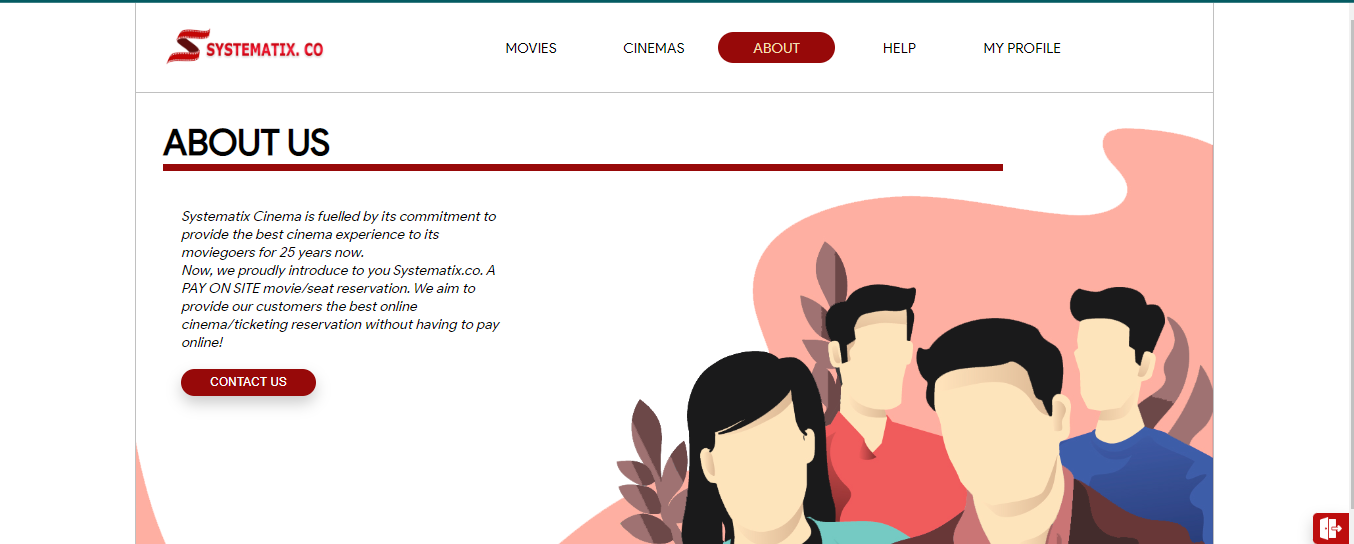 SYSTEMATIX. CO
MOVIES CINEMAS ABOUT HELP MY PROFILE
ABOUT US
Systematix Cinema is fuelled by its commitment to
provide the best cinema experience to its
moviegoers for 25 years now.
Now, we proudly introduce to you Systematix.co. A
PAY ON SITE movie/seat reservation. We aim to
provide our customers the best online
cinema/ticketing reservation without having to pay
online!
CONTACT US